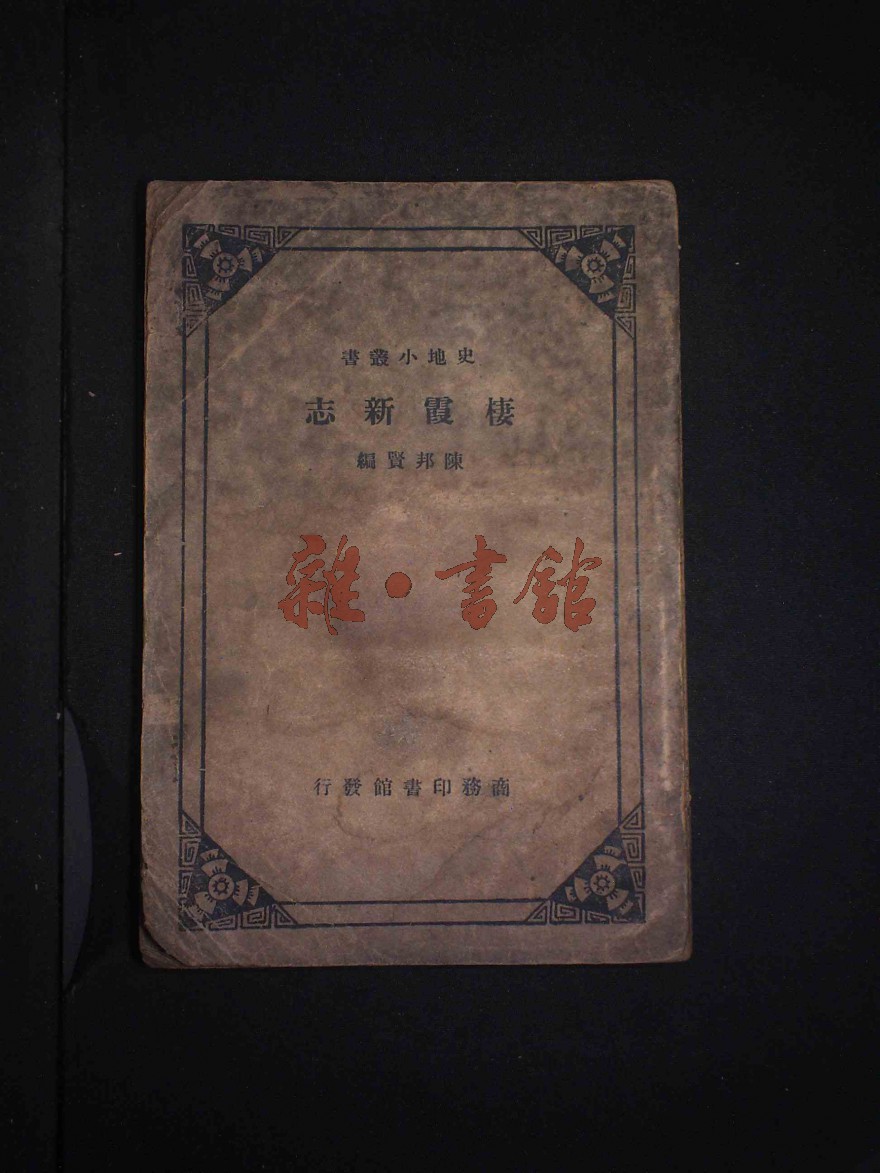 史地小叢書
棲霞新志
陳邦賢編
雜·書館
商務印書館發行